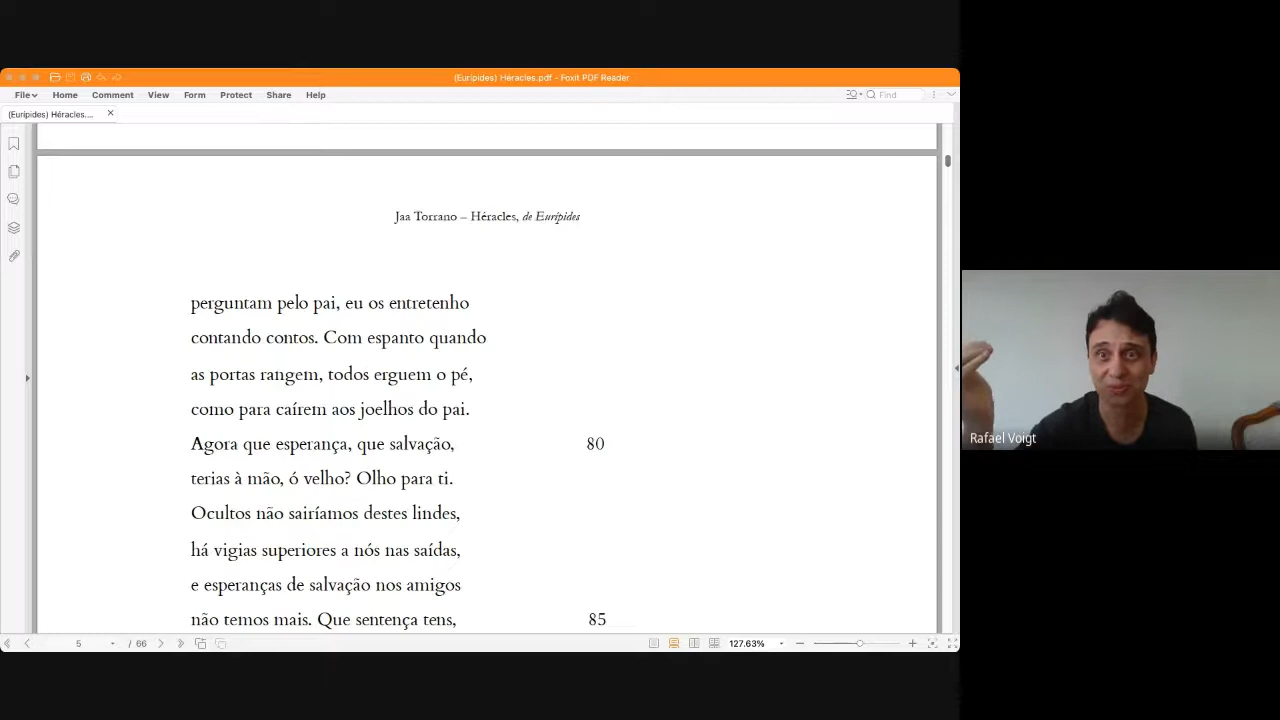 (Eurípides) Héracles.pdf - Foxit PDF Reader
File Home Comment View Form Protect Share Help
Find
(Eurípides) Héracles....
Jaa Torrano – Héracles, de Eurípides
perguntam pelo pai, eu os entretenho
contando contos. Com espanto quando
as portas rangem, todos erguem o pé,
como para caírem aos joelhos do pai.
Agora que esperança, que salvação, 80
terias à mão, ó velho? Olho para ti.
Ocultos não sairíamos destes lindes,
há vigias superiores a nós nas saídas,
e esperanças de salvação nos amigos
não temos mais. Que sentença tens, 85
5 / 66
127.63%
Rafael Voigt